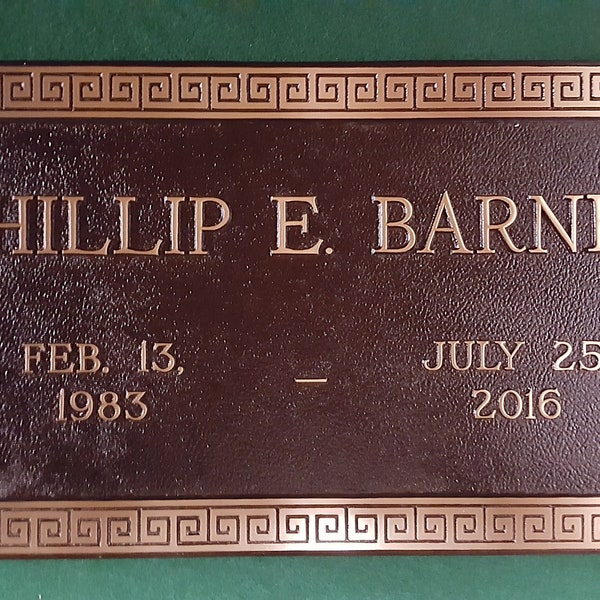 HILLIP E. BARN
FEB. 13,
1983
–
JULY 25
2016